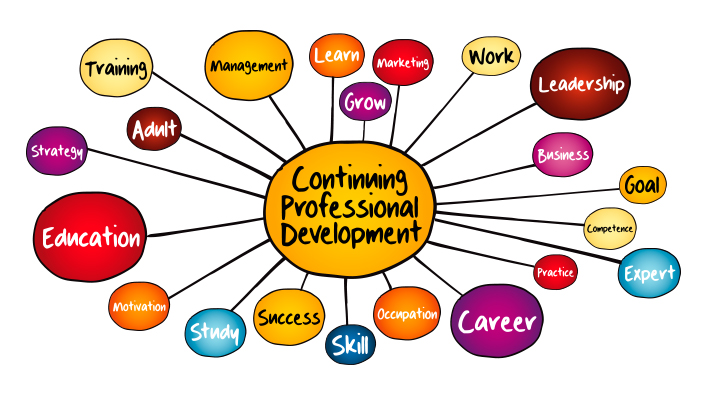 Training
Management
Learn
Marketing
Work
Leadership
Grow
Adult
Strategy
Business
Goal
Continuing
Professional
Development
Education
Competence
Expert
Practice
Motivation
Study
Success
Skill
Occupation
Career